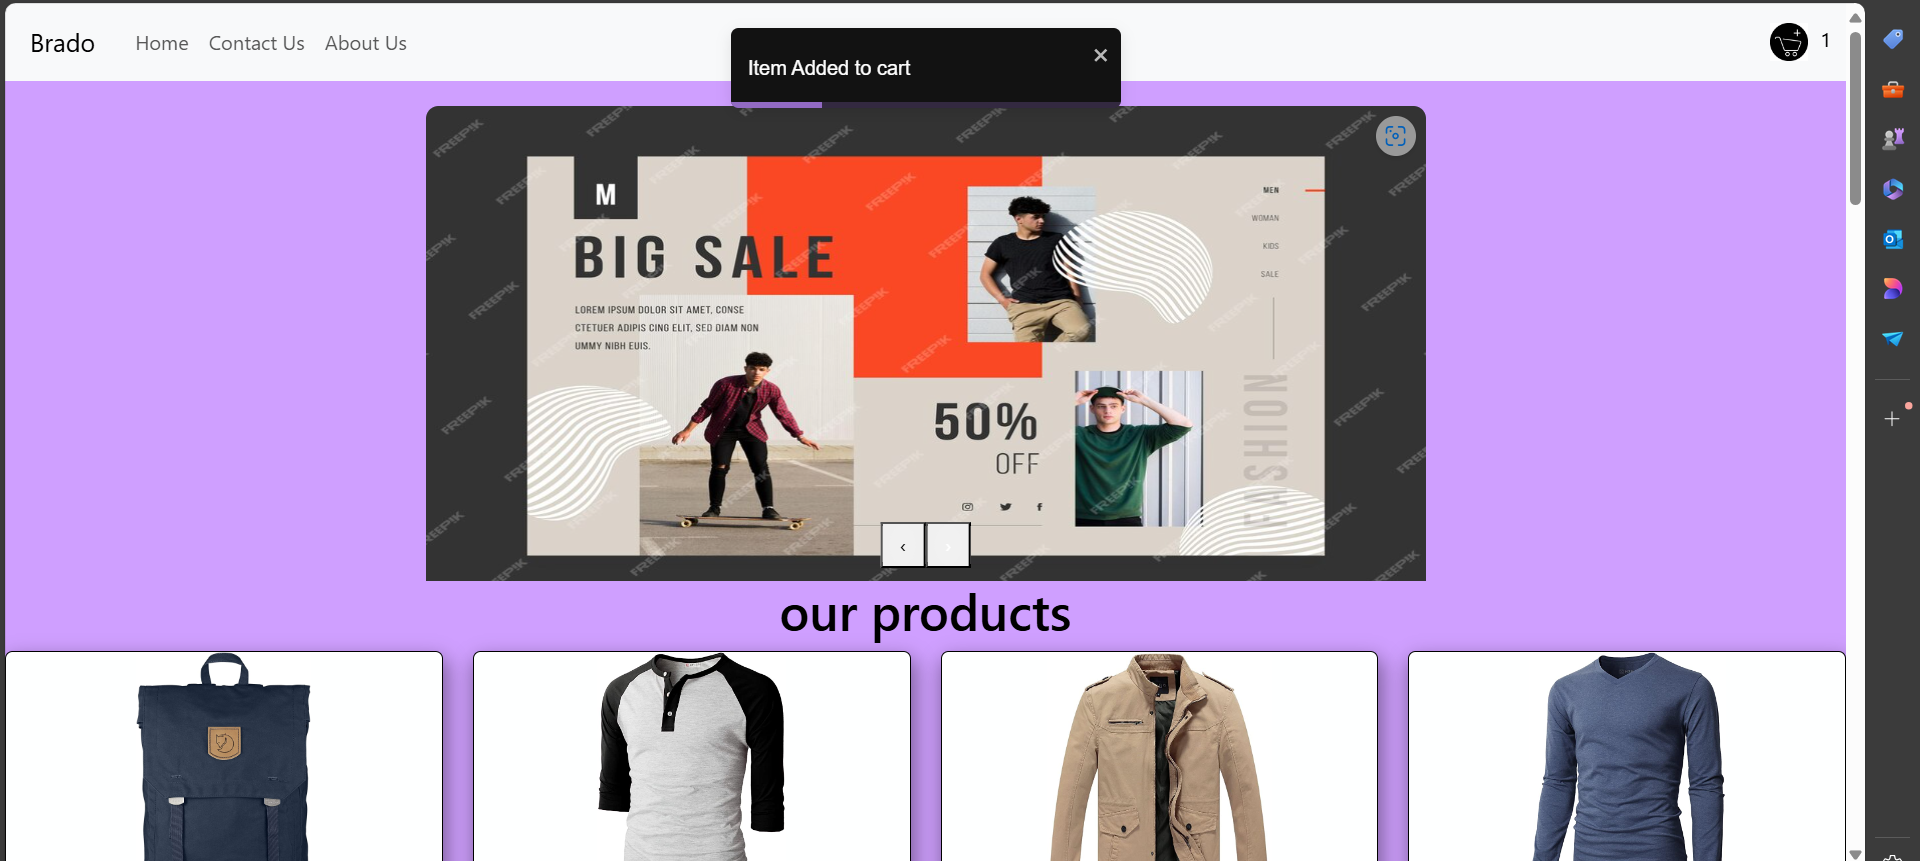 Brado
Home
Contact Us
About Us
Item Added to cart
1
M
BIG SALE
LOREM IPSUM DOLOR SIT AMET, CONSE
CTETUER ADIPIS CING ELIT, SED DIAM NON
UMMY NIBH EUIS.
MEN
WOMAN
KIDS
SALE
50%
OFF
FASHION
FREEPIK
our products